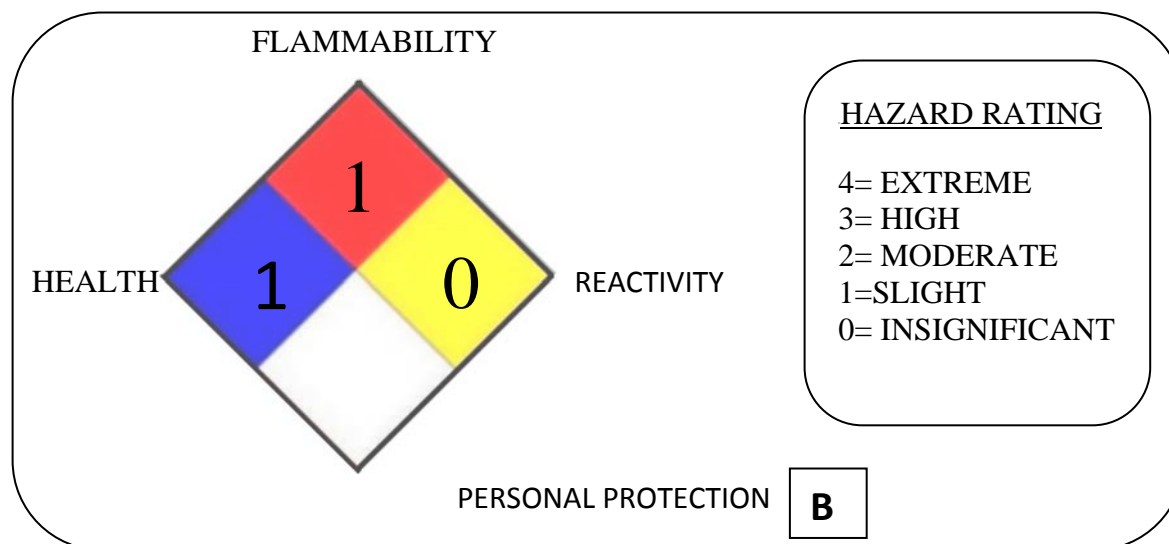 FLAMMABILITY
1
HEALTH
1
0
REACTIVITY
PERSONAL PROTECTION B
HAZARD RATING
4= EXTREME
3= HIGH
2= MODERATE
1=SLIGHT
0= INSIGNIFICANT